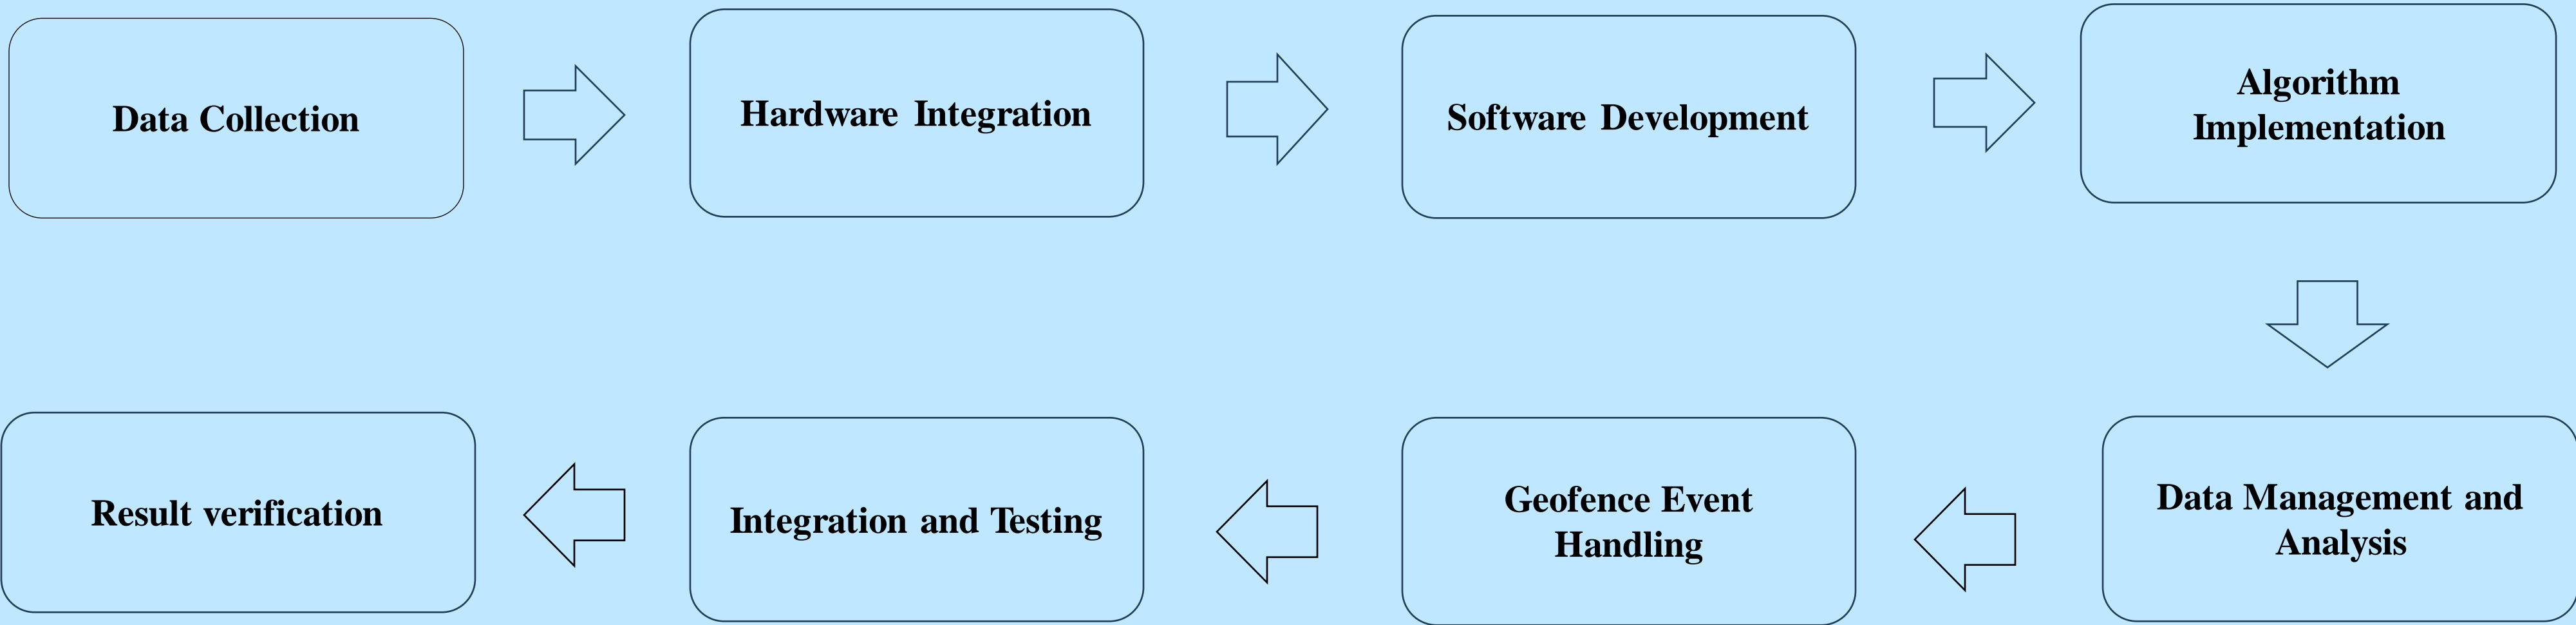 Data Collection
Hardware Integration
Software Development
Algorithm
Implementation
Data Management and
Analysis
Geofence Event
Handling
Integration and Testing
Result verification